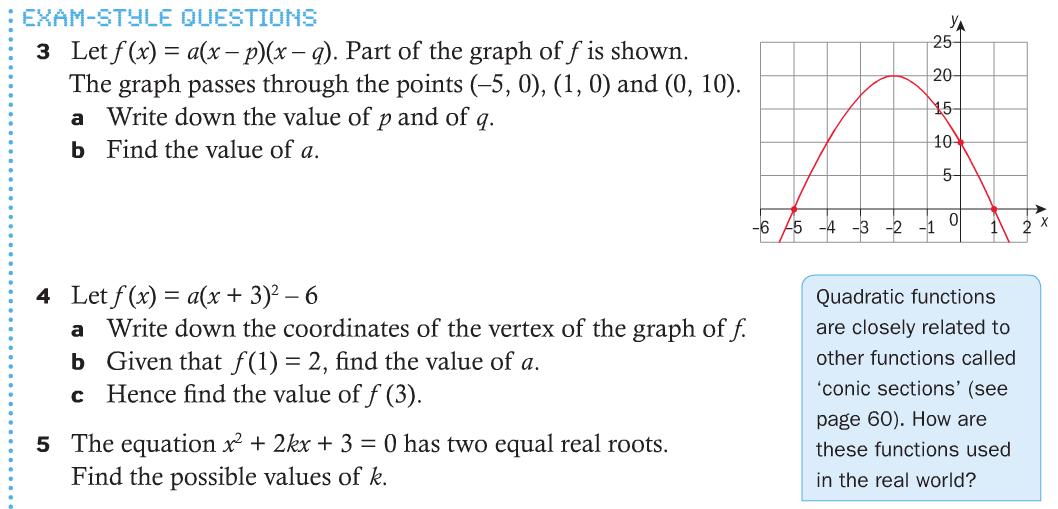 EXAM-STYLE QUESTIONS
3 Let f (x) = a(x – p)(x – q). Part of the graph of f is shown.
The graph passes through the points (–5, 0), (1, 0) and (0, 10).
a Write down the value of p and of q.
b Find the value of a.
y
25
20
15
10
5
–6 –5 –4 –3 –2 –1 0 1 2 x
4 Let f (x) = a(x + 3)² – 6
a Write down the coordinates of the vertex of the graph of f.
b Given that f (1) = 2, find the value of a.
c Hence find the value of f (3).
5 The equation x² + 2kx + 3 = 0 has two equal real roots.
Find the possible values of k.
Quadratic functions
are closely related to
other functions called
‘conic sections’ (see
page 60). How are
these functions used
in the real world?